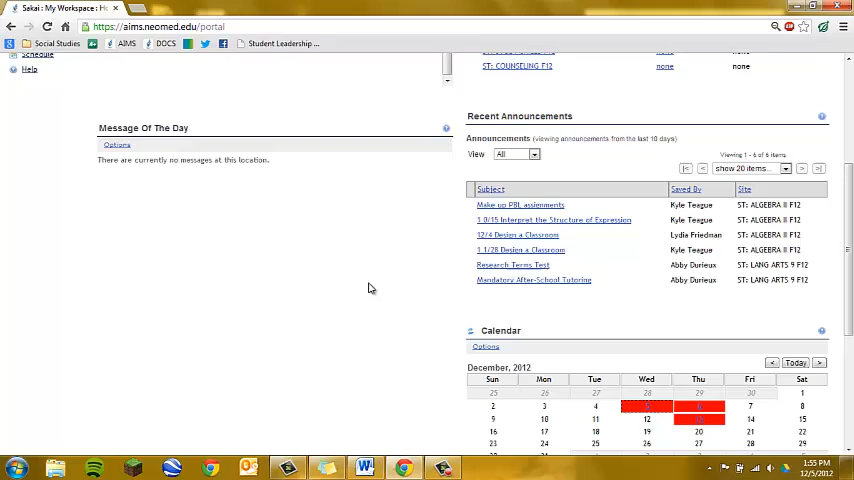 Sakai : My Workspace : Ho
https://aims.neomed.edu/portal
Social Studies AIMS DOCS Student Leadership ...
Schedule
Help
ST: COUNSELING F12 none none
Message Of The Day
Options
There are currently no messages at this location.
Recent Announcements
Announcements (viewing announcements from the last 10 days)
View All
Viewing 1 - 6 of 6 items
|< < show 20 items... > >|
Subject Saved By Site
Make up PBL assignments Kyle Teague ST: ALGEBRA II F12
1 0/15 Interpret the Structure of Expression Kyle Teague ST: ALGEBRA II F12
12/4 Design a Classroom Lydia Friedman ST: ALGEBRA II F12
1 1/28 Design a Classroom Kyle Teague ST: ALGEBRA II F12
Research Terms Test Abby Durieux ST: LANG ARTS 9 F12
Mandatory After-School Tutoring Abby Durieux ST: LANG ARTS 9 F12
Calendar
Options
< Today >
December, 2012
Sun Mon Tue Wed Thu Fri Sat
25 26 27 28 29 30 1
2 3 4 5 6 7 8
9 10 11 12 13 14 15
16 17 18 19 20 21 22
23 24 25 26 27 28 29
1:55 PM
12/5/2012